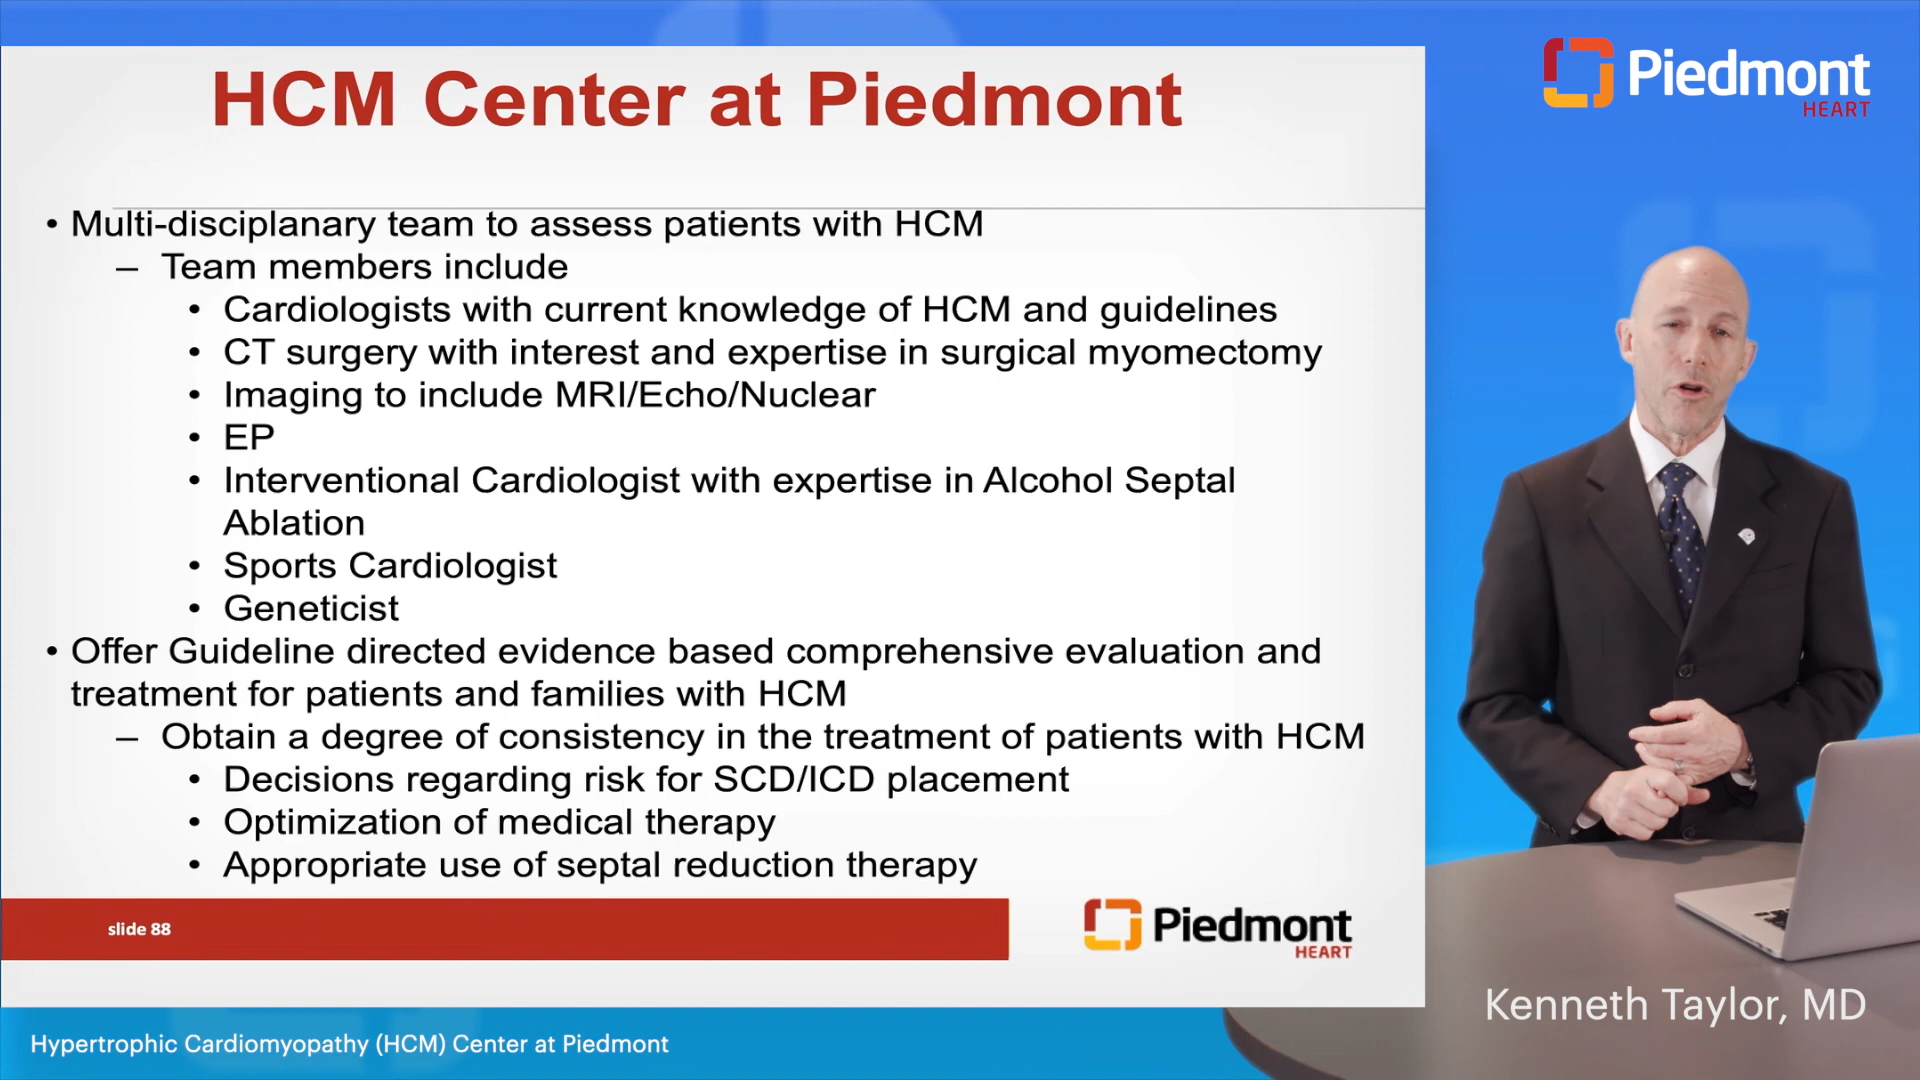 HCM Center at Piedmont
• Multi-disciplanary team to assess patients with HCM
– Team members include
• Cardiologists with current knowledge of HCM and guidelines
• CT surgery with interest and expertise in surgical myomectomy
• Imaging to include MRI/Echo/Nuclear
• EP
• Interventional Cardiologist with expertise in Alcohol Septal
Ablation
• Sports Cardiologist
• Geneticist
• Offer Guideline directed evidence based comprehensive evaluation and
treatment for patients and families with HCM
– Obtain a degree of consistency in the treatment of patients with HCM
• Decisions regarding risk for SCD/ICD placement
• Optimization of medical therapy
• Appropriate use of septal reduction therapy
slide 88
Piedmont
HEART
Piedmont
HEART
Kenneth Taylor, MD
Hypertrophic Cardiomyopathy (HCM) Center at Piedmont